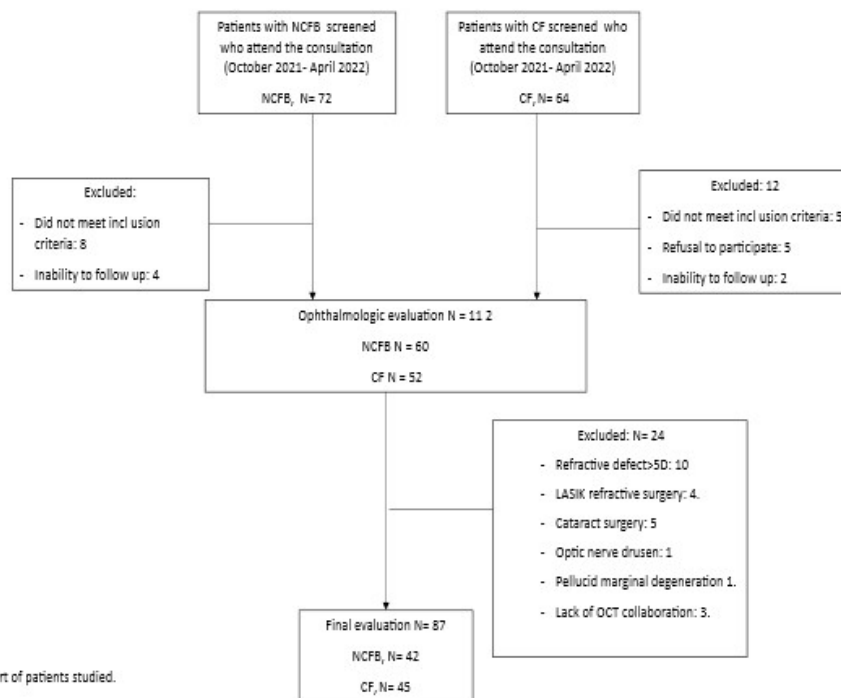 Patients with NCFB screened
who attend the consultation
(October 2021- April 2022)
NCFB, N= 72
Patients with CF screened who
attend the consultation
(October 2021- April 2022)
CF, N= 64
Excluded:
- Did not meet incl usion
criteria: 8
- Inability to follow up: 4
Excluded: 12
- Did not meet incl usion criteria: 5
- Refusal to participate: 5
- Inability to follow up: 2
Ophthalmologic evaluation N = 11 2
NCFB N = 60
CF N = 52
Excluded: N= 24
- Refractive defect>5D: 10
- LASIK refractive surgery: 4.
- Cataract surgery: 5
- Optic nerve drusen: 1
- Pellucid marginal degeneration 1.
- Lack of OCT collaboration: 3.
Final evaluation N= 87
NCFB, N= 42
CF, N= 45
rt of patients studied.